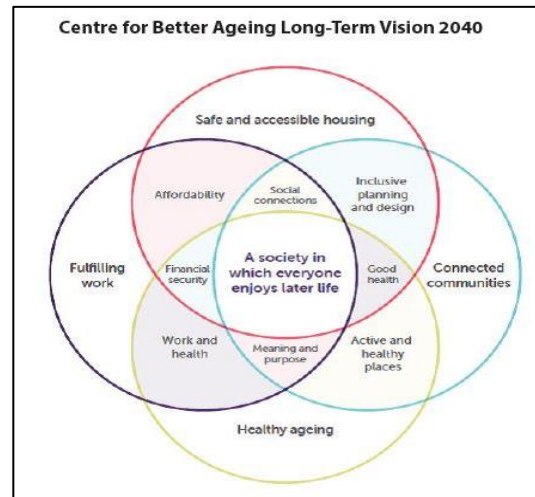 Centre for Better Ageing Long-Term Vision 2040
Safe and accessible housing
Affordability
Social
connections
Inclusive
planning
and design
Fulfilling
work
Financial
security
A society in
which everyone
enjoys later life
Good
health
Connected
communities
Work and
health
Meaning and
purpose
Active and
healthy
places
Healthy ageing